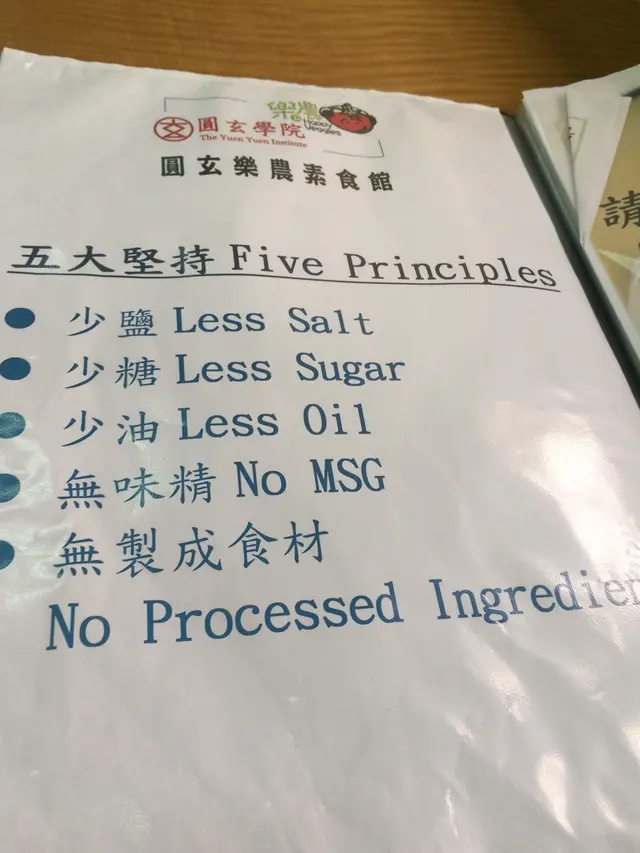 樂農
Happy Veggies
圓玄學院
The Yuen Yuen Institute
圓玄樂農素食館
五大堅持 Five Principles
少鹽 Less Salt
少糖 Less Sugar
少油 Less Oil
無味精 No MSG
無製成食材
No Processed Ingredien
請